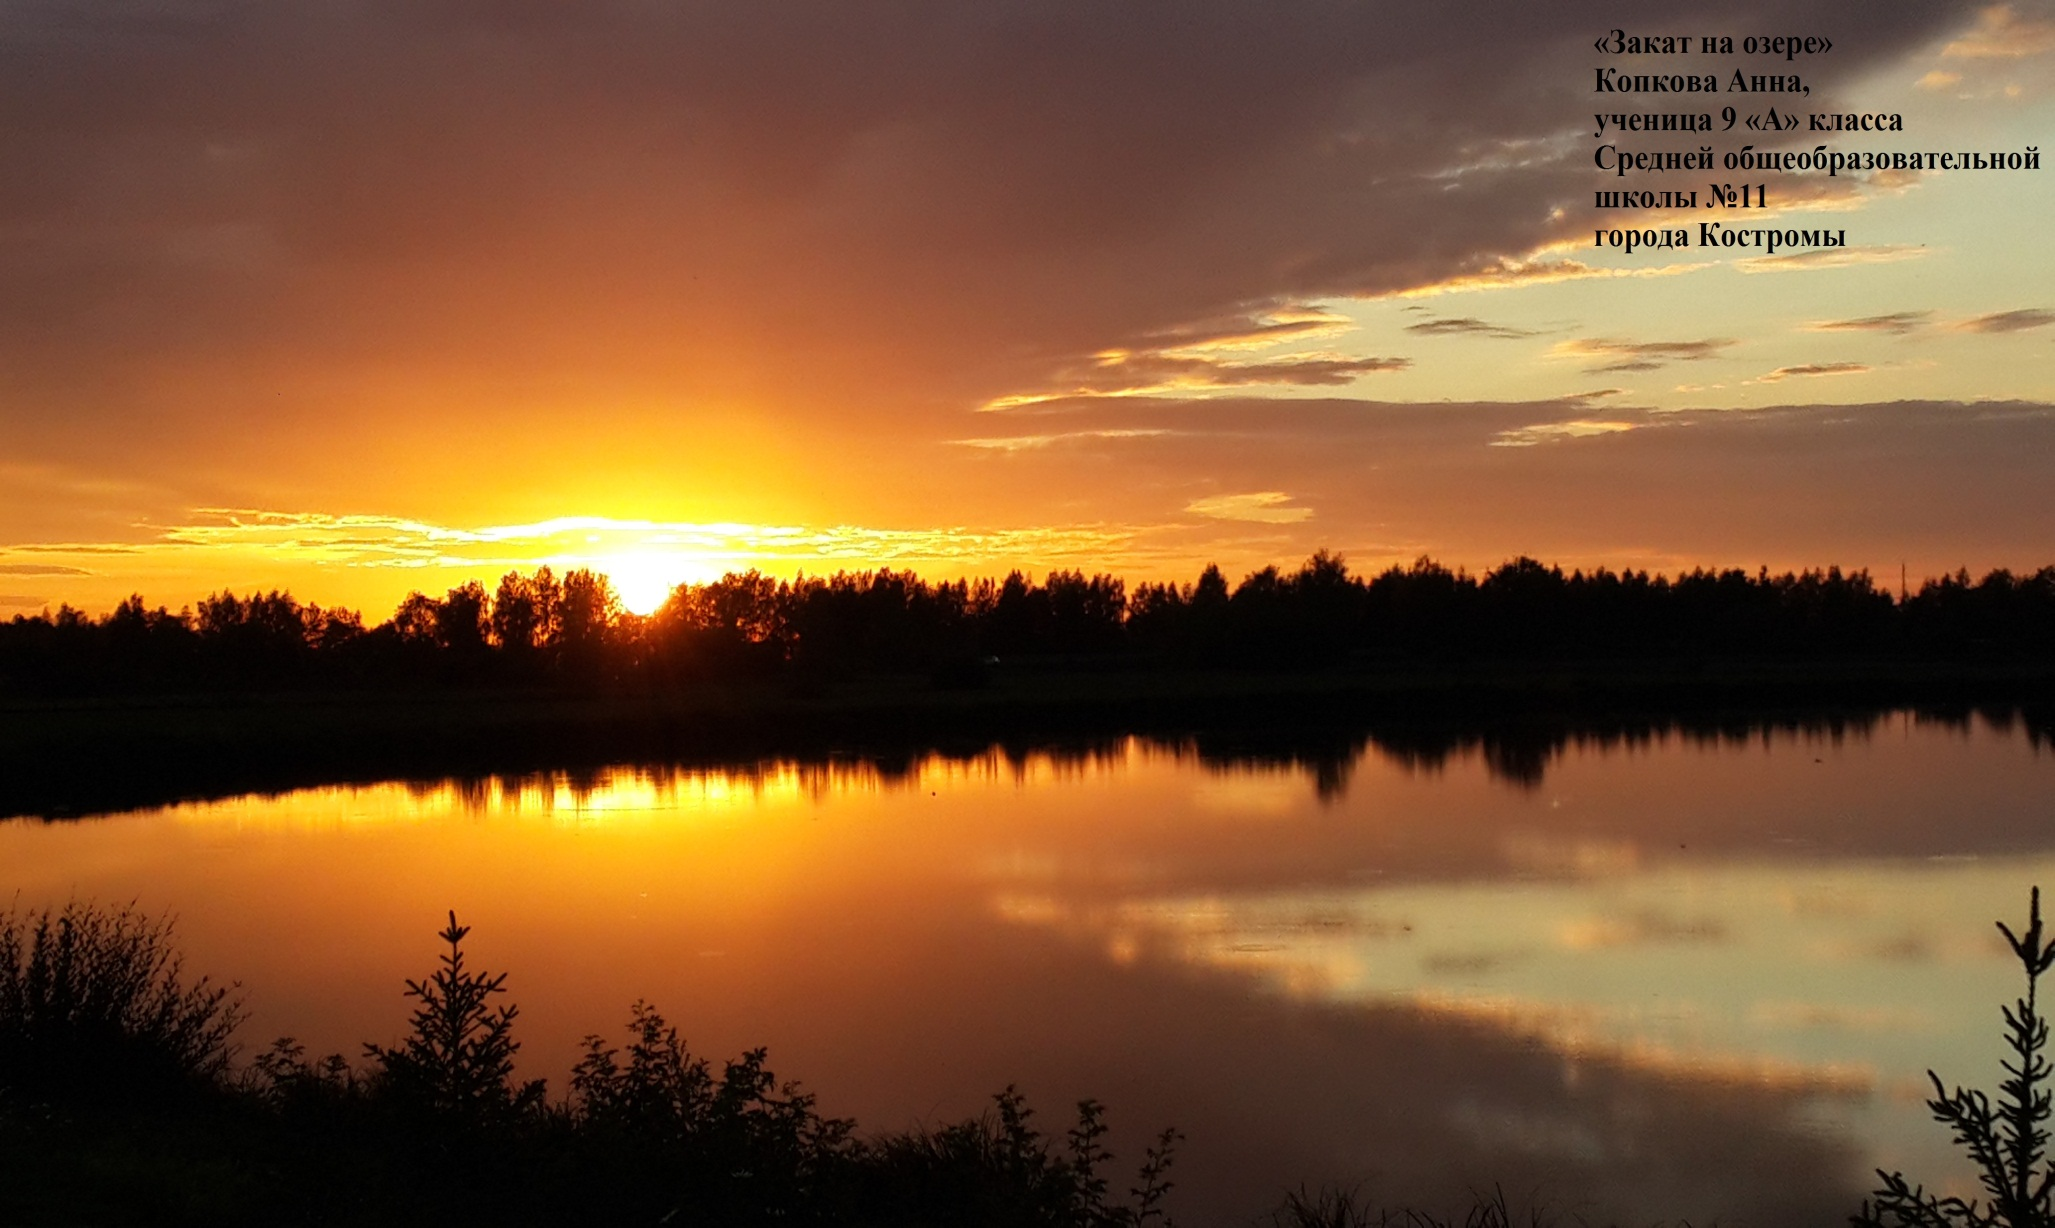 «Закат на озере»
Копкова Анна,
ученица 9 «А» класса
Средней общеобразовательной
школы №11
города Костромы